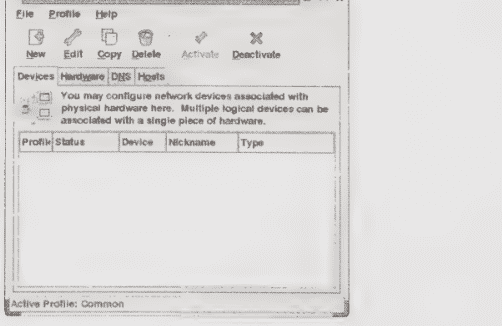 File Profile Help
New Edit Copy Delete Activate Deactivate
Devices Hardware DNS Hosts
You may configure network devices associated with
physical hardware here. Multiple logical devices can be
associated with a single piece of hardware.
Profile Status Device Nickname Type
Active Profile: Common